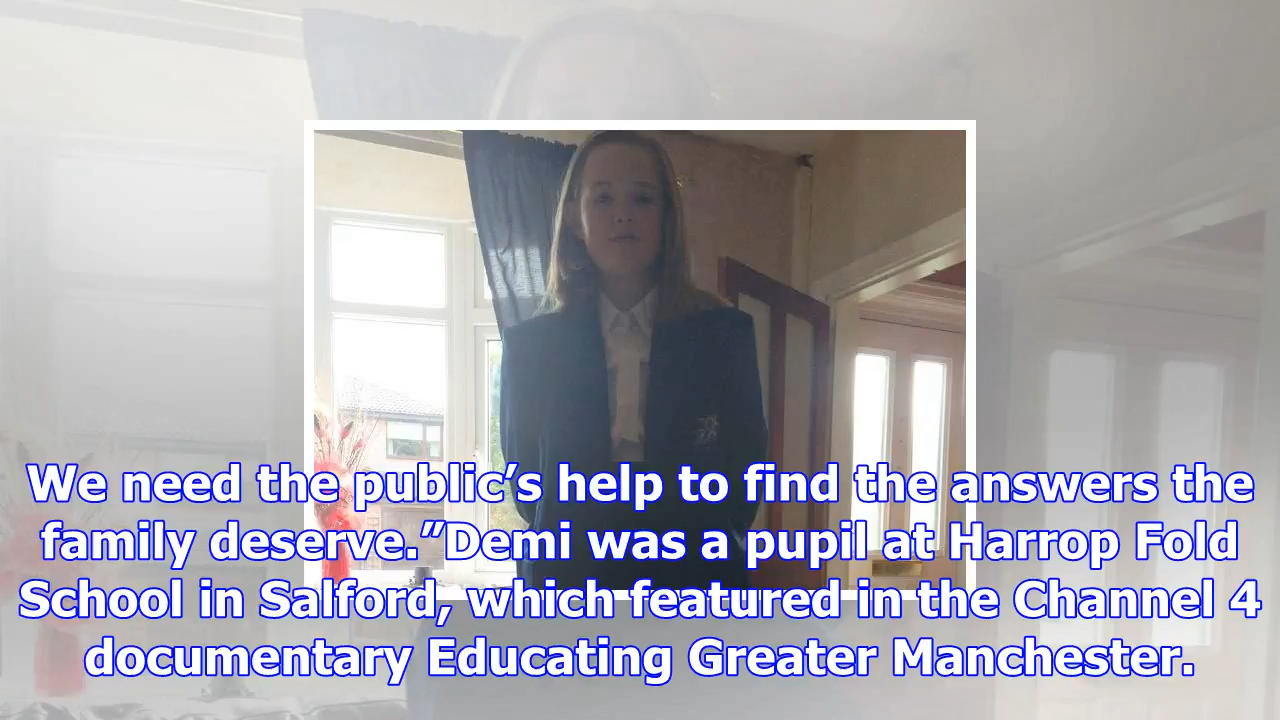 We need the public’s help to find the answers the
family deserve.”Demi was a pupil at Harrop Fold
School in Salford, which featured in the Channel 4
documentary Educating Greater Manchester.